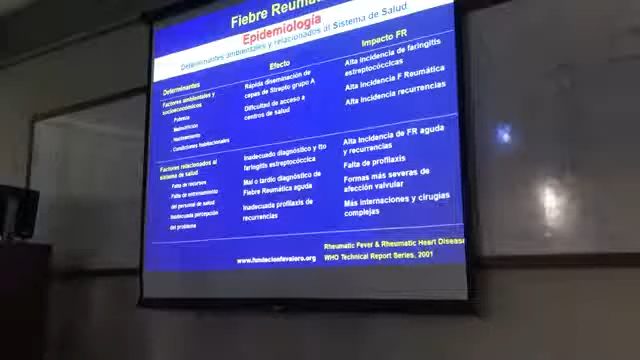 Fiebre Reumá
Epidemiología
Determinantes ambientales y relacionados al Sistema de Salud.
Determinantes
Efecto
Impacto FR
Factores ambientales y
socioeconómicos
Pobreza
Malnutrición
Hacinamiento
Condiciones habitacionales
Rápida diseminación de
cepas de Strepto grupo A
Dificultad de acceso a
centros de salud
Alta incidencia de faringitis
estreptocóccicas
Alta incidencia F Reumática
Alta incidencia recurrencias
Factores relacionados al
sistema de salud
Falta de recursos
Falta de entrenamiento
del personal de salud
Inadecuada percepción
del problema
Inadecuado diagnóstico y tto
faringitis estreptocóccica
Mal o tardío diagnóstico de
Fiebre Reumática aguda
Inadecuada profilaxis de
recurrencias
Alta incidencia de FR aguda
y recurrencias
Falta de profilaxis
Formas más severas de
afección valvular
Más internaciones y cirugías
complejas
www.fundacionfavaloro.org
Rheumatic Fever & Rheumatic Heart Disease
WHO Technical Report Series, 2001